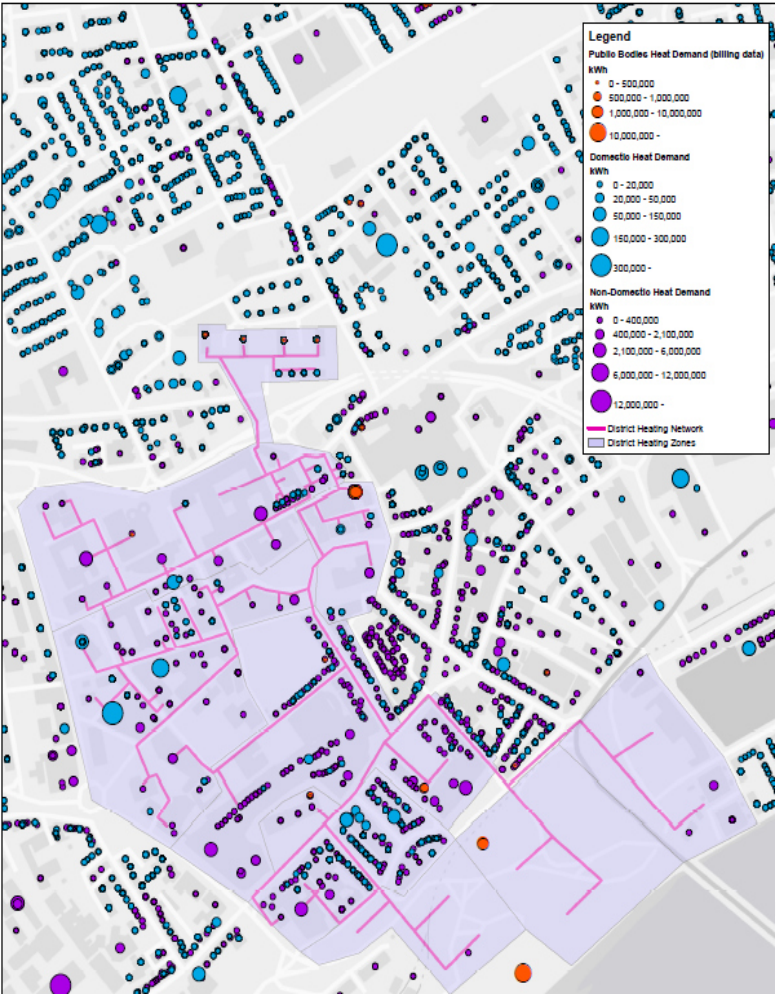 Legend
Public Bodies Heat Demand (billing data)
kWh
0 - 500,000
500,000 - 1,000,000
1,000,000 - 10,000,000
10,000,000 -
Domestic Heat Demand
kWh
0 - 20,000
20,000 - 50,000
50,000 - 150,000
150,000 - 300,000
300,000 -
Non-Domestic Heat Demand
kWh
0 - 400,000
400,000 - 2,100,000
2,100,000 - 6,000,000
6,000,000 - 12,000,000
12,000,000 -
District Heating Network
District Heating Zones